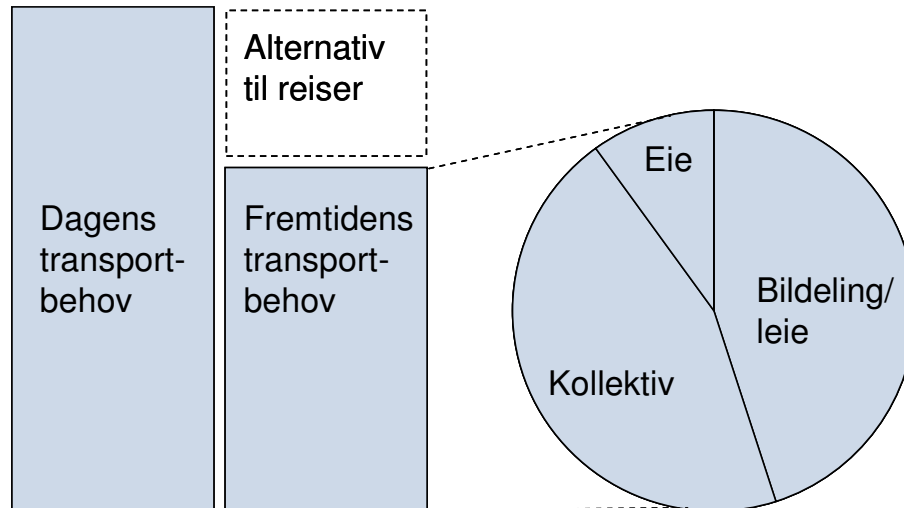 Alternativ
til reiser
Dagens
transport-
behov
Fremtidens
transport-
behov
Eie
Bildeling/
leie
Kollektiv